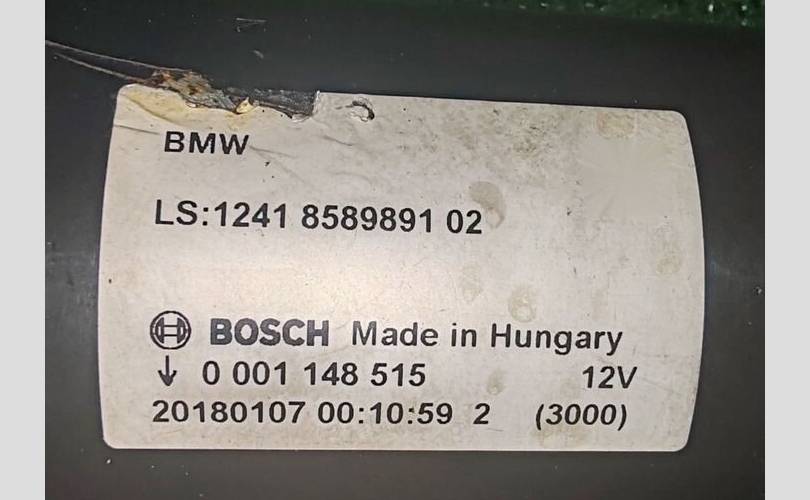 BMW
LS:1241 8589891 02
BOSCH Made in Hungary
↓ 0 001 148 515 12V
20180107 00:10:59 2 (3000)